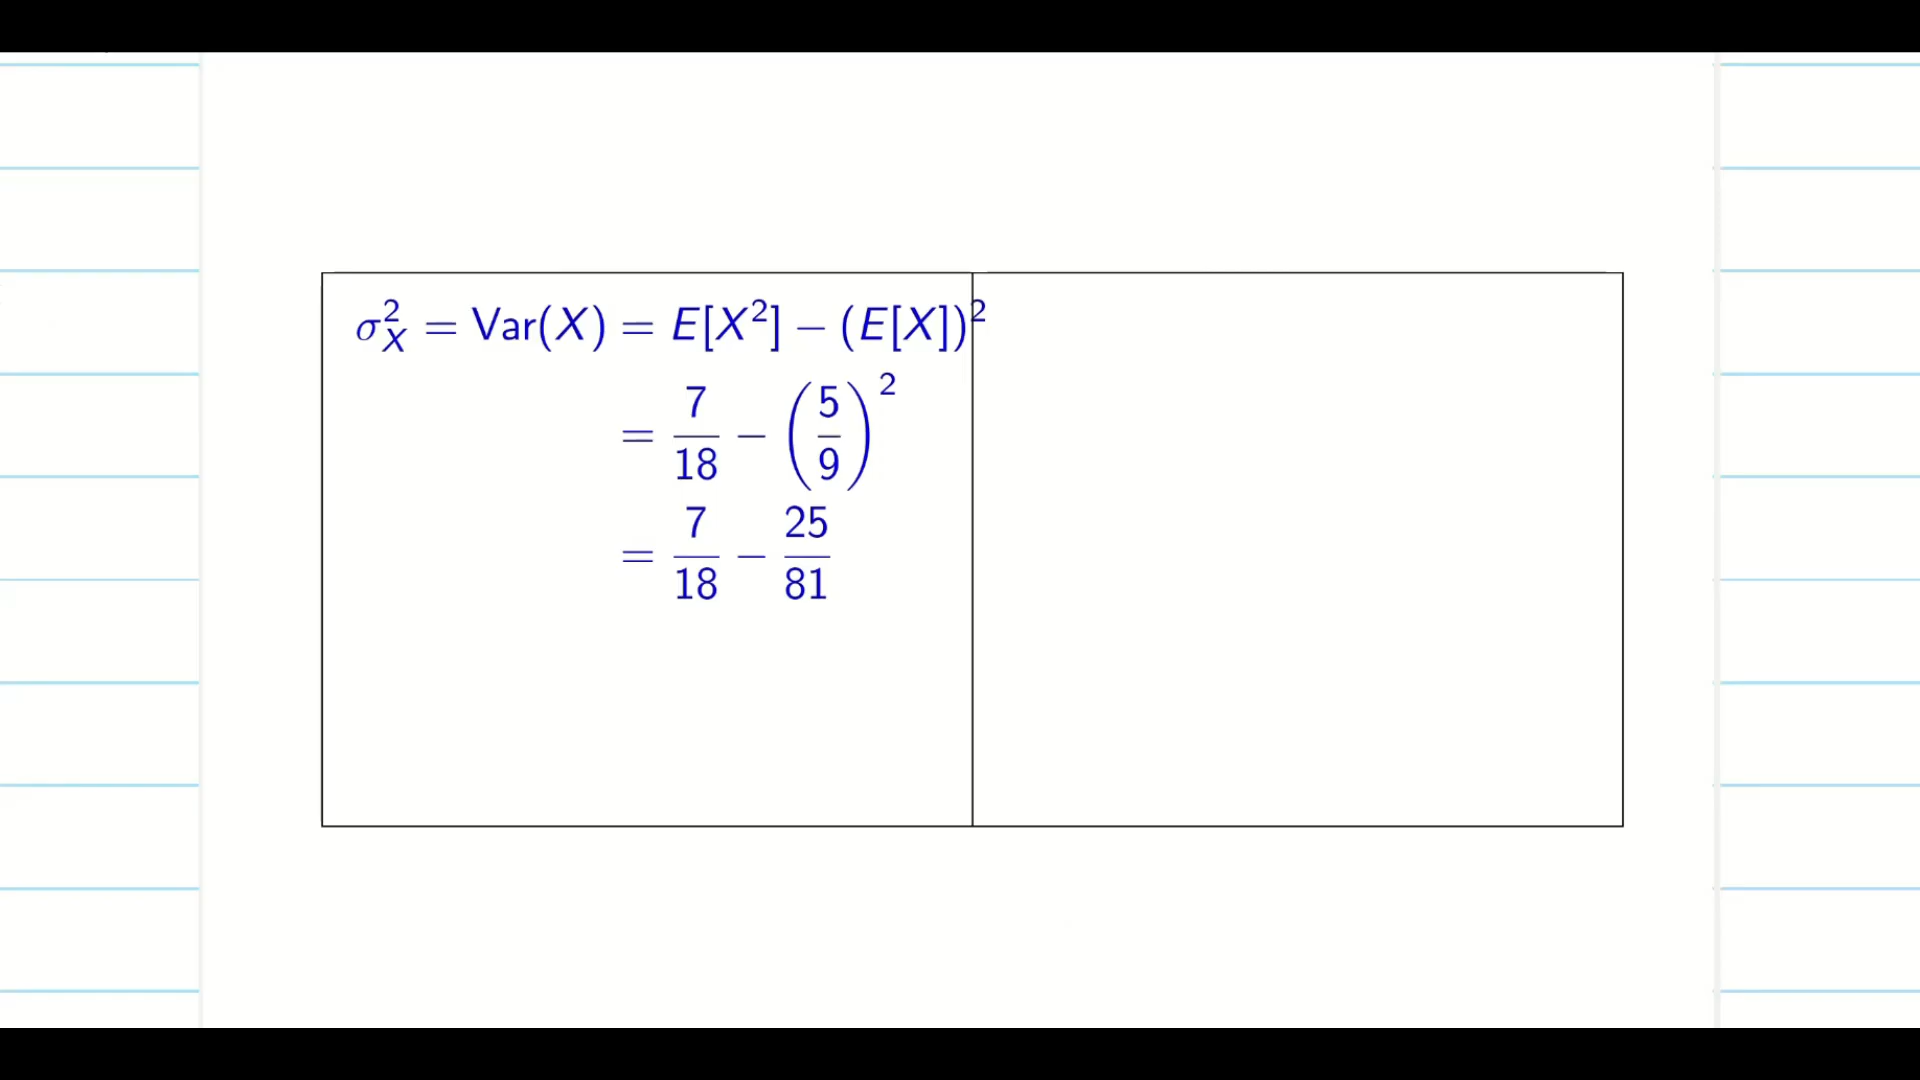 σ²_X = Var(X) = E[X²] − (E[X])²
= 7/18 − (5/9)²
= 7/18 − 25/81